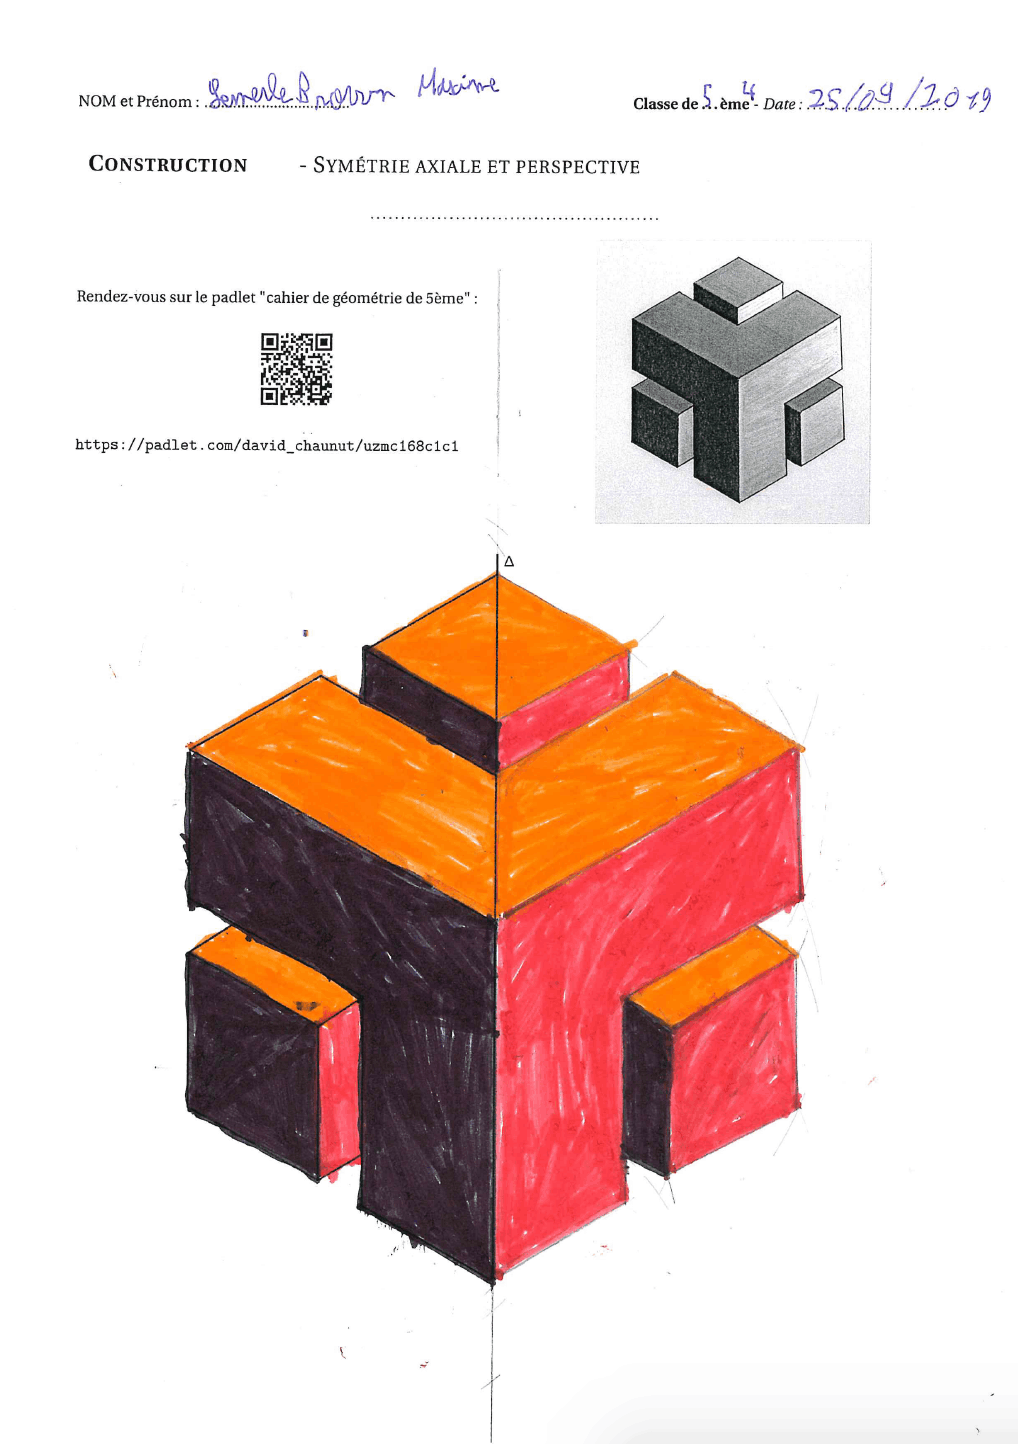 NOM et Prénom : Maxime
Classe de 5 ème 4 - Date : 25/09/2019
CONSTRUCTION - SYMÉTRIE AXIALE ET PERSPECTIVE
Rendez-vous sur le padlet "cahier de géométrie de 5ème" :
https://padlet.com/david_chaunut/uzmc168c1c1
Δ